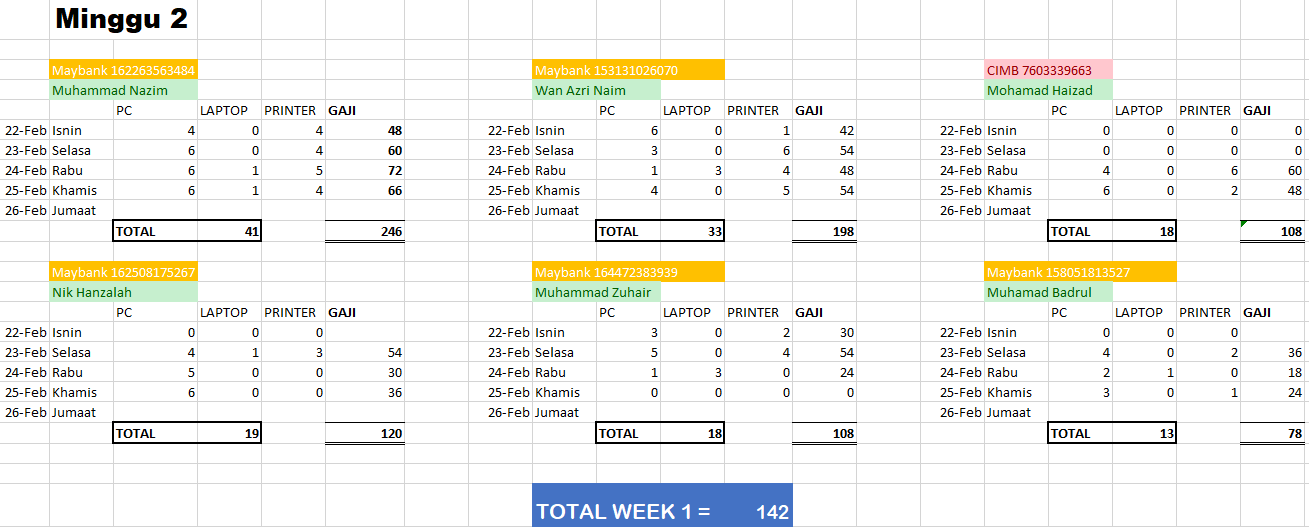 Minggu 2
Maybank 162263563484 Maybank 153131026070 CIMB 7603339663
Muhammad Nazim Wan Azri Naim Mohamad Haizad
PC LAPTOP PRINTER GAJI PC LAPTOP PRINTER GAJI PC LAPTOP PRINTER GAJI
22-Feb Isnin 4 0 4 48 22-Feb Isnin 6 0 1 42 22-Feb Isnin 0 0 0 0
23-Feb Selasa 6 0 4 60 23-Feb Selasa 3 0 6 54 23-Feb Selasa 0 0 0 0
24-Feb Rabu 6 1 5 72 24-Feb Rabu 1 3 4 48 24-Feb Rabu 4 0 6 60
25-Feb Khamis 6 1 4 66 25-Feb Khamis 4 0 5 54 25-Feb Khamis 6 0 2 48
26-Feb Jumaat 26-Feb Jumaat 26-Feb Jumaat
TOTAL 41 246 TOTAL 33 198 TOTAL 18 108
Maybank 162508175267 Maybank 164472383939 Maybank 158051813527
Nik Hanzalah Muhammad Zuhair Muhamad Badrul
PC LAPTOP PRINTER GAJI PC LAPTOP PRINTER GAJI PC LAPTOP PRINTER GAJI
22-Feb Isnin 0 0 0 22-Feb Isnin 3 0 2 30 22-Feb Isnin 0 0 0
23-Feb Selasa 4 1 3 54 23-Feb Selasa 5 0 4 54 23-Feb Selasa 4 0 2 36
24-Feb Rabu 5 0 0 30 24-Feb Rabu 1 3 0 24 24-Feb Rabu 2 1 0 18
25-Feb Khamis 6 0 0 36 25-Feb Khamis 0 0 0 0 25-Feb Khamis 3 0 1 24
26-Feb Jumaat 26-Feb Jumaat 26-Feb Jumaat
TOTAL 19 120 TOTAL 18 108 TOTAL 13 78
TOTAL WEEK 1 = 142